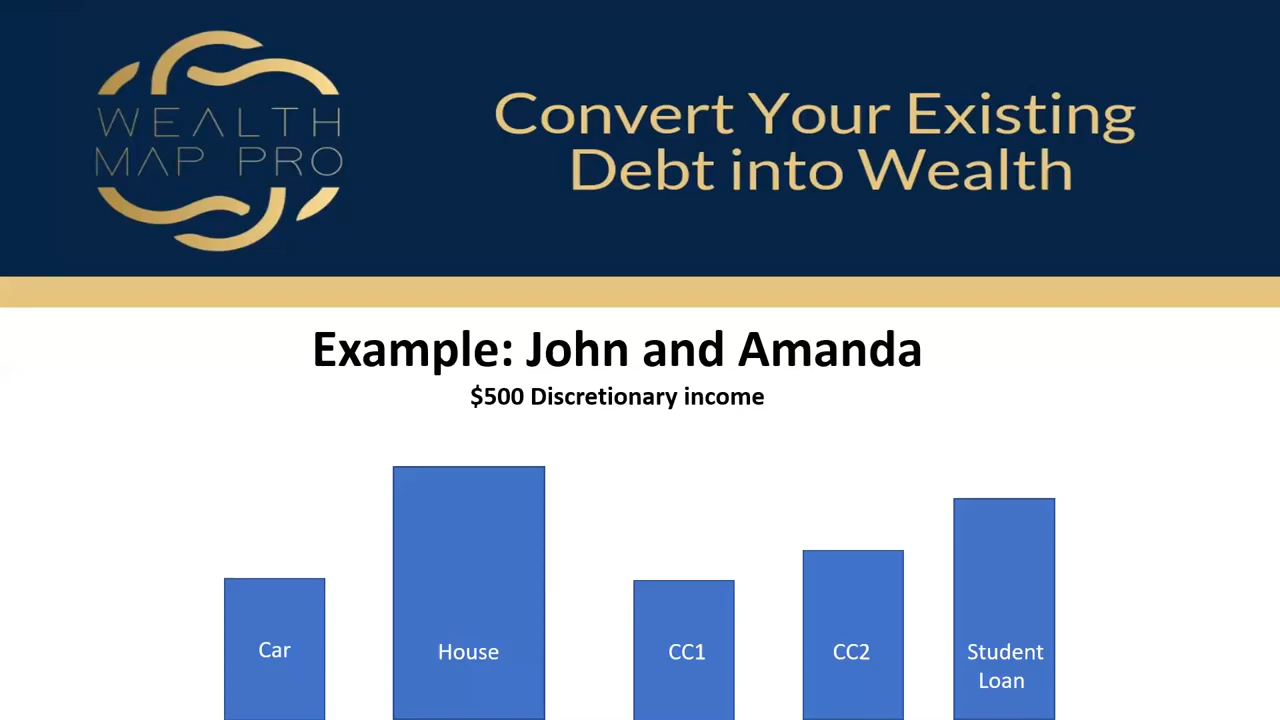 WEALTH
MAP PRO
Convert Your Existing
Debt into Wealth
Example: John and Amanda
$500 Discretionary income
Car
House
CC1
CC2
Student
Loan